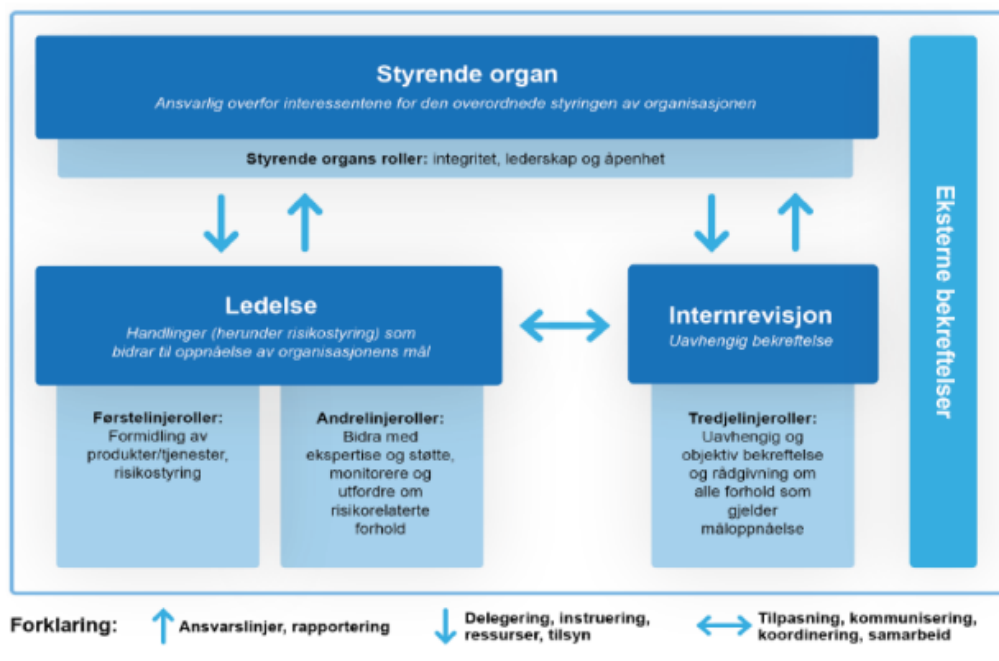 Styrende organ
Ansvarlig overfor interessentene for den overordnede styringen av organisasjonen
Styrende organs roller: integritet, lederskap og åpenhet
Ledelse
Handlinger (herunder risikostyring) som
bidrar til oppnåelse av organisasjonens mål
Førstelinjeroller:
Formidling av
produkter/tjenester,
risikostyring
Andrelinjeroller:
Bidra med
ekspertise og støtte,
monitorere og
utfordre om
risikorelaterte
forhold
Internrevisjon
Uavhengig bekreftelse
Tredjelinjeroller:
Uavhengig og
objektiv bekreftelse
og rådgivning om
alle forhold som
gjelder
måloppnåelse
Eksterne bekreftelser
Forklaring:
Ansvarslinjer, rapportering
Delegering, instruering,
ressurser, tilsyn
Tilpasning, kommunisering,
koordinering, samarbeid